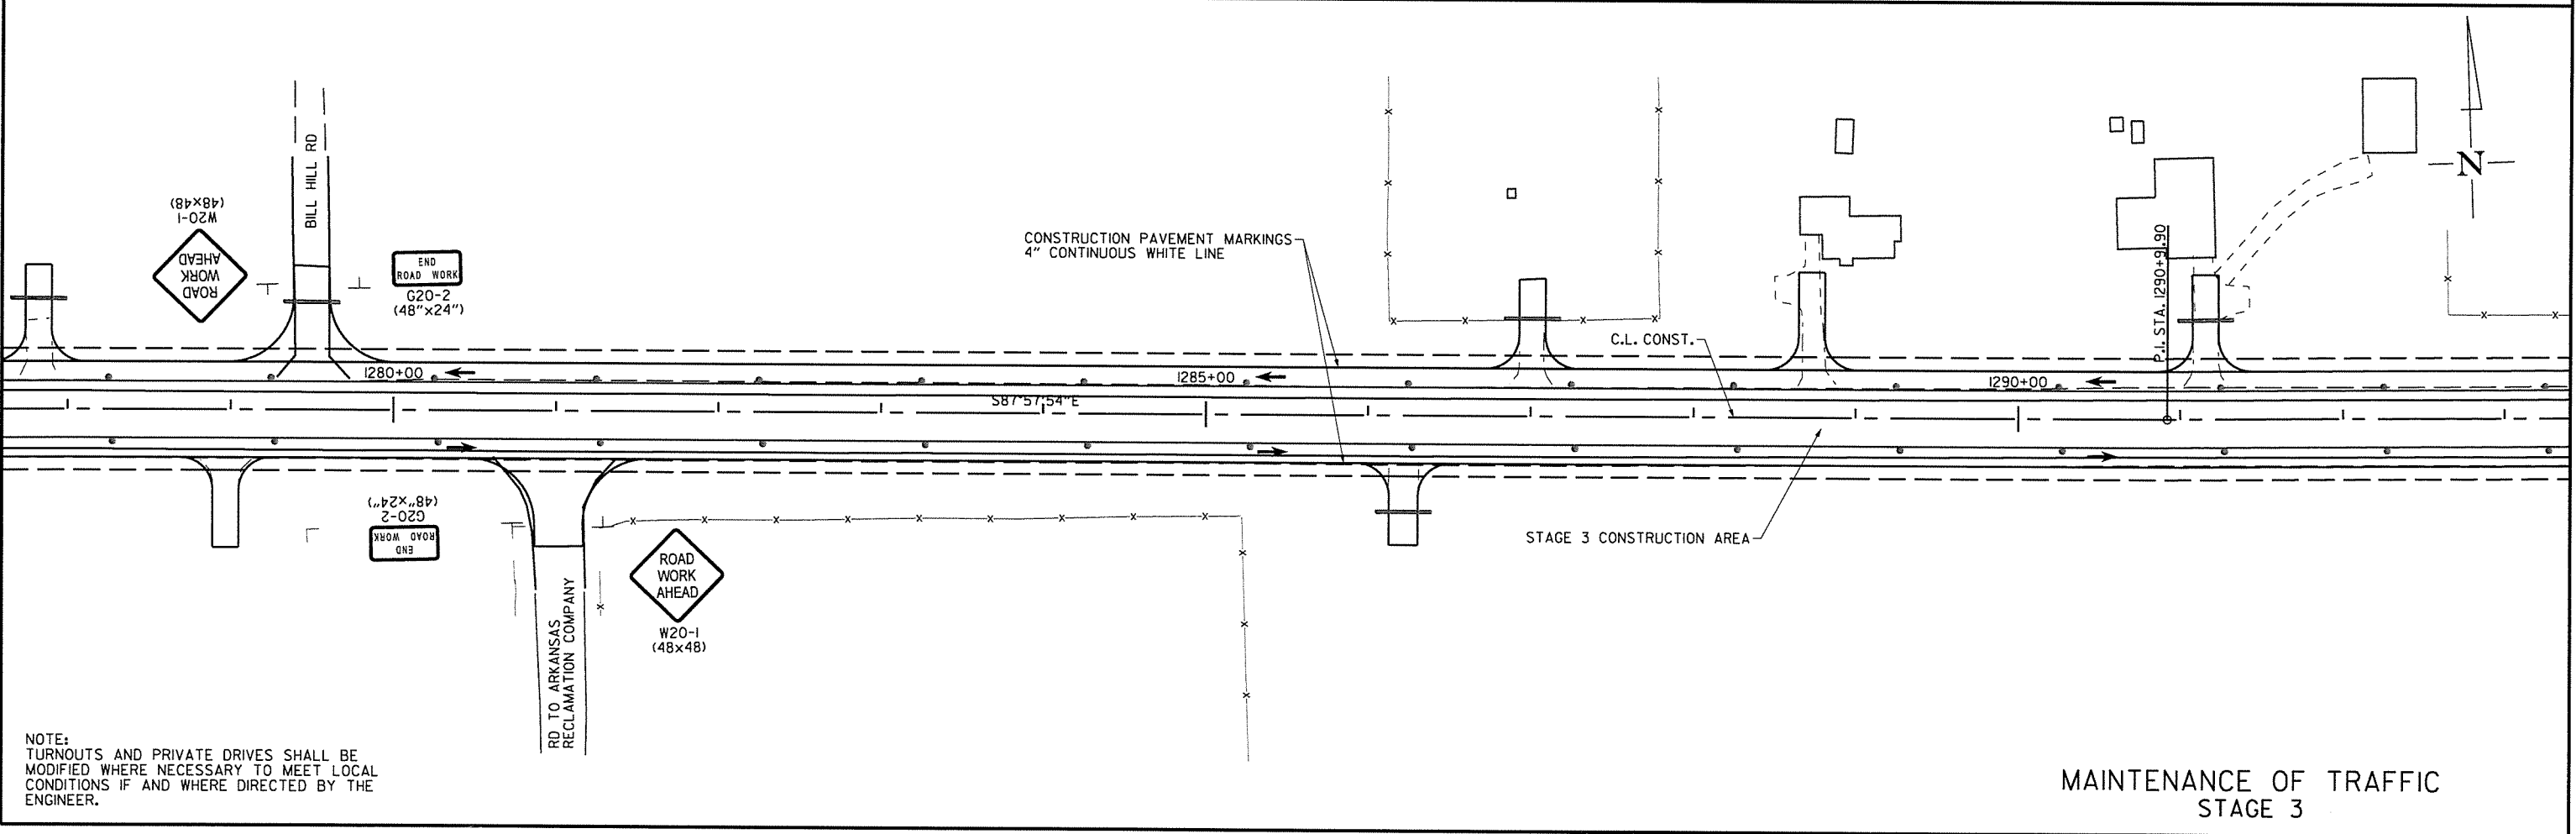 BILL HILL RD
W20-1
(48x48)
ROAD
WORK
AHEAD
END
ROAD WORK
G20-2
(48"x24")
CONSTRUCTION PAVEMENT MARKINGS
4" CONTINUOUS WHITE LINE
C.L. CONST.
P.I. STA. 1290+91.90
N
1280+00
1285+00
1290+00
S87°57'54"E
G20-2
(48"x24")
END
ROAD WORK
ROAD
WORK
AHEAD
W20-1
(48x48)
RD TO ARKANSAS
RECLAMATION COMPANY
STAGE 3 CONSTRUCTION AREA
NOTE:
TURNOUTS AND PRIVATE DRIVES SHALL BE
MODIFIED WHERE NECESSARY TO MEET LOCAL
CONDITIONS IF AND WHERE DIRECTED BY THE
ENGINEER.
MAINTENANCE OF TRAFFIC
STAGE 3